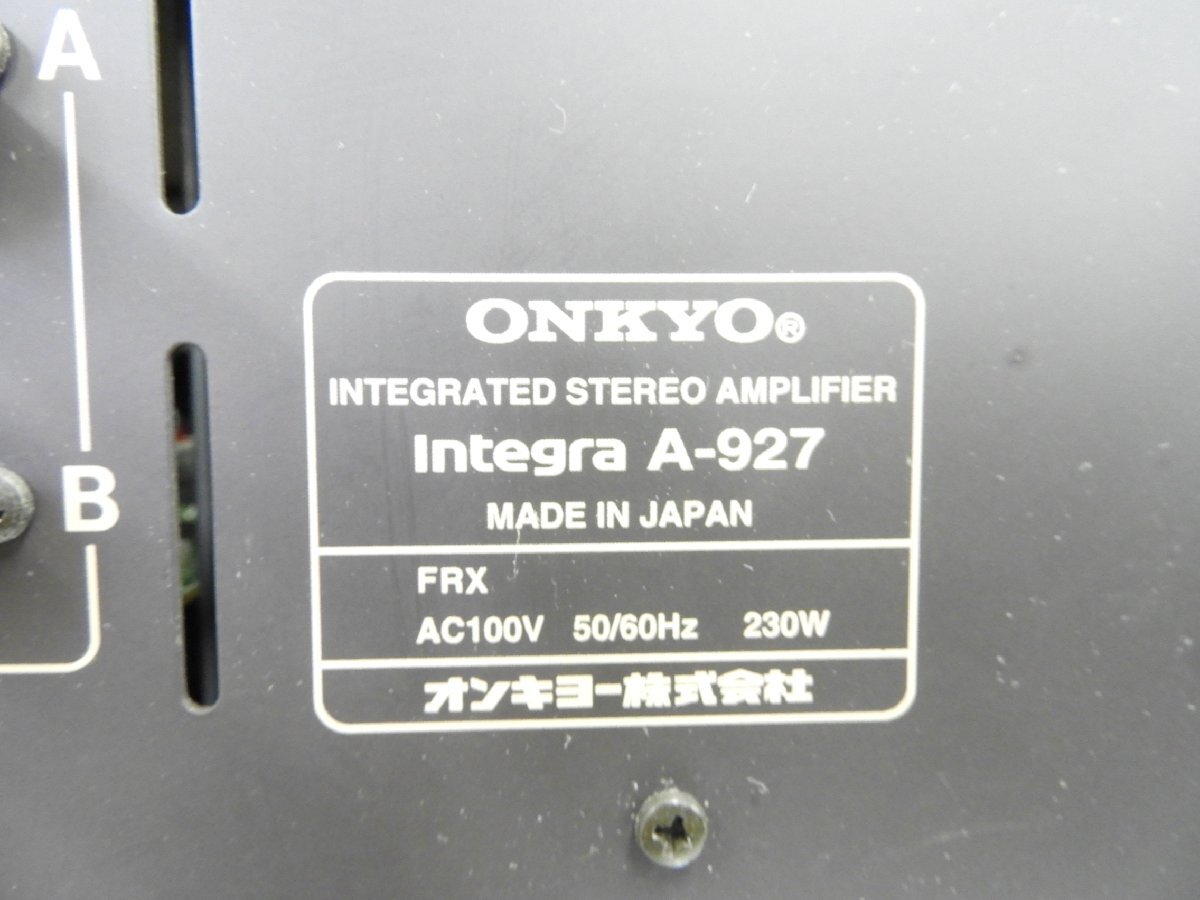 A
B
ONKYO®
INTEGRATED STEREO AMPLIFIER
Integra A-927
MADE IN JAPAN
FRX
AC100V 50/60Hz 230W
オンキヨー株式会社